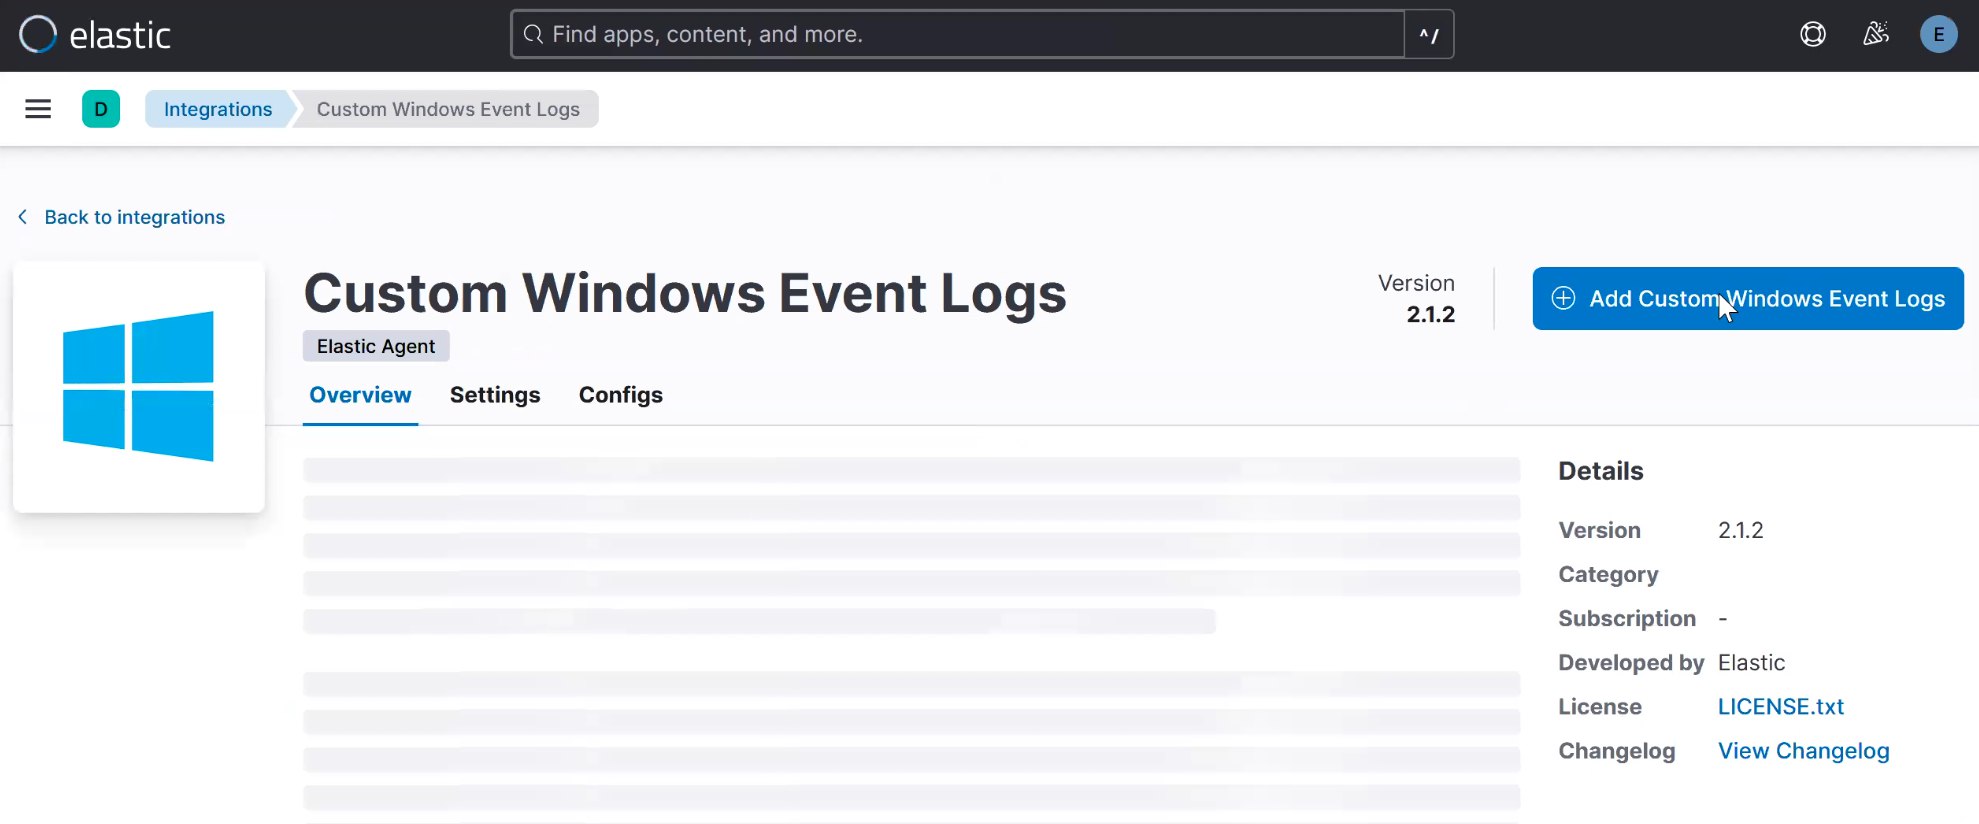 elastic
Find apps, content, and more.
^ /
E
D
Integrations
Custom Windows Event Logs
Back to integrations
Custom Windows Event Logs
Elastic Agent
Version
2.1.2
Add Custom Windows Event Logs
Overview Settings Configs
Details
Version 2.1.2
Category
Subscription -
Developed by Elastic
License LICENSE.txt
Changelog View Changelog